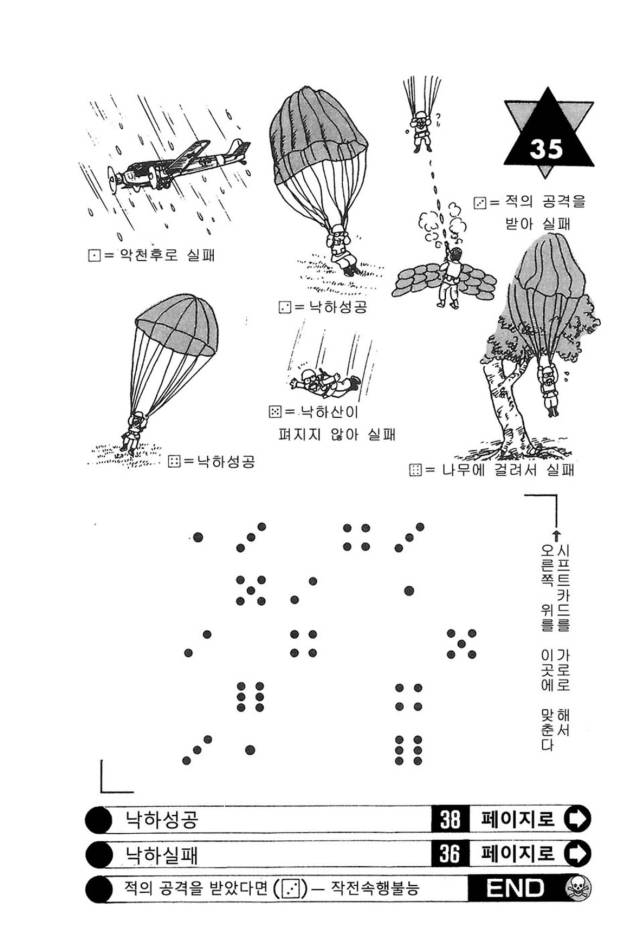 35
⚀= 악천후로 실패
⚁= 낙하성공
⚂= 적의 공격을
받아 실패
⚃=낙하성공
⚄=낙하산이
펴지지 않아 실패
⚅= 나무에 걸려서 실패
시프트카드를 가로로 해서
오른쪽 위를 이곳에 맞춘다
낙하성공 38 페이지로
낙하실패 36 페이지로
적의 공격을 받았다면 (⚂) — 작전속행불능 END